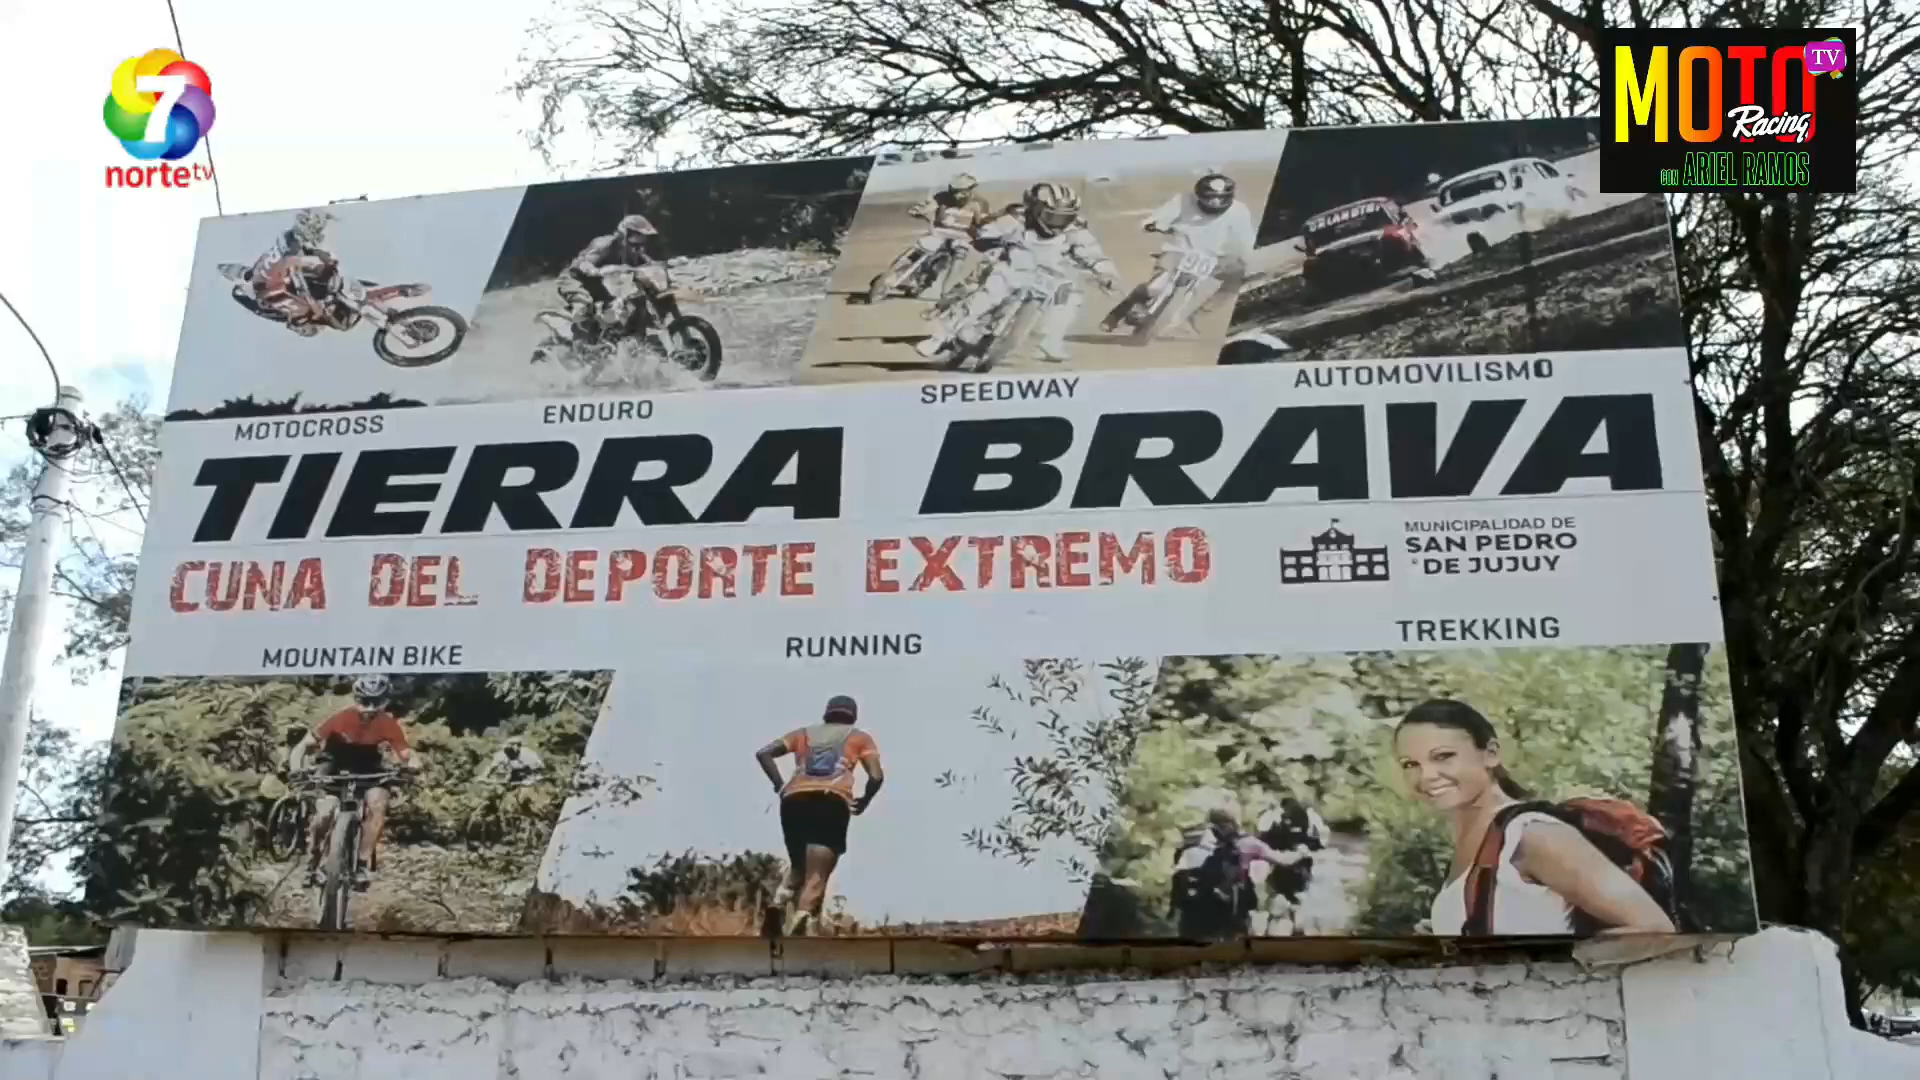 7
norte tv
MOTO TV
Racing
CON ARIEL RAMOS
MOTOCROSS
ENDURO
SPEEDWAY
AUTOMOVILISMO
TIERRA BRAVA
CUNA DEL DEPORTE EXTREMO
MUNICIPALIDAD DE
SAN PEDRO
DE JUJUY
MOUNTAIN BIKE
RUNNING
TREKKING